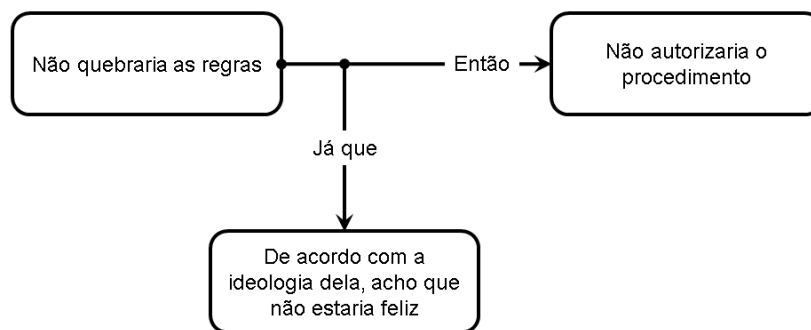 Não quebraria as regras
Então
Não autorizaria o
procedimento
Já que
De acordo com a
ideologia dela, acho que
não estaria feliz